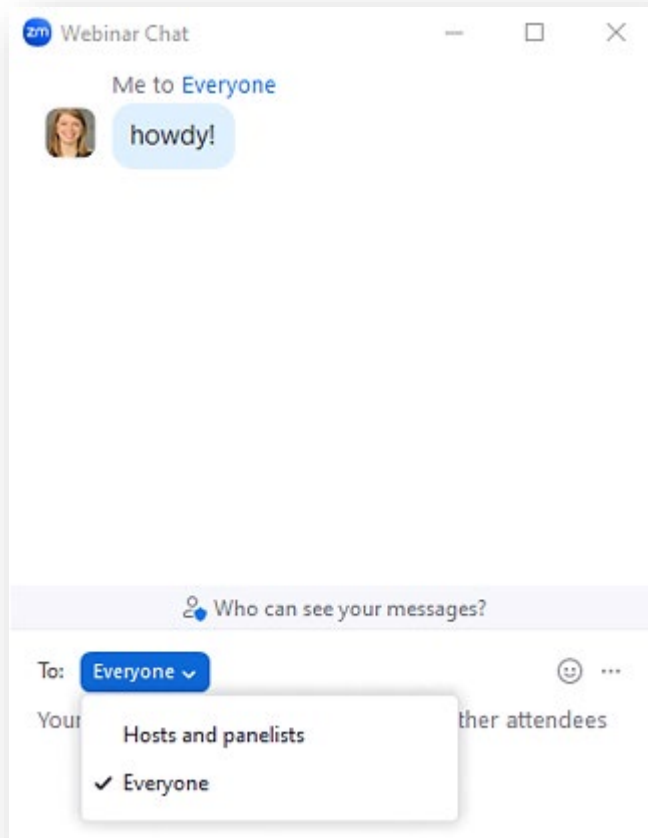 zm Webinar Chat
Me to Everyone
howdy!
Who can see your messages?
To: Everyone
Your ther attendees
Hosts and panelists
Everyone